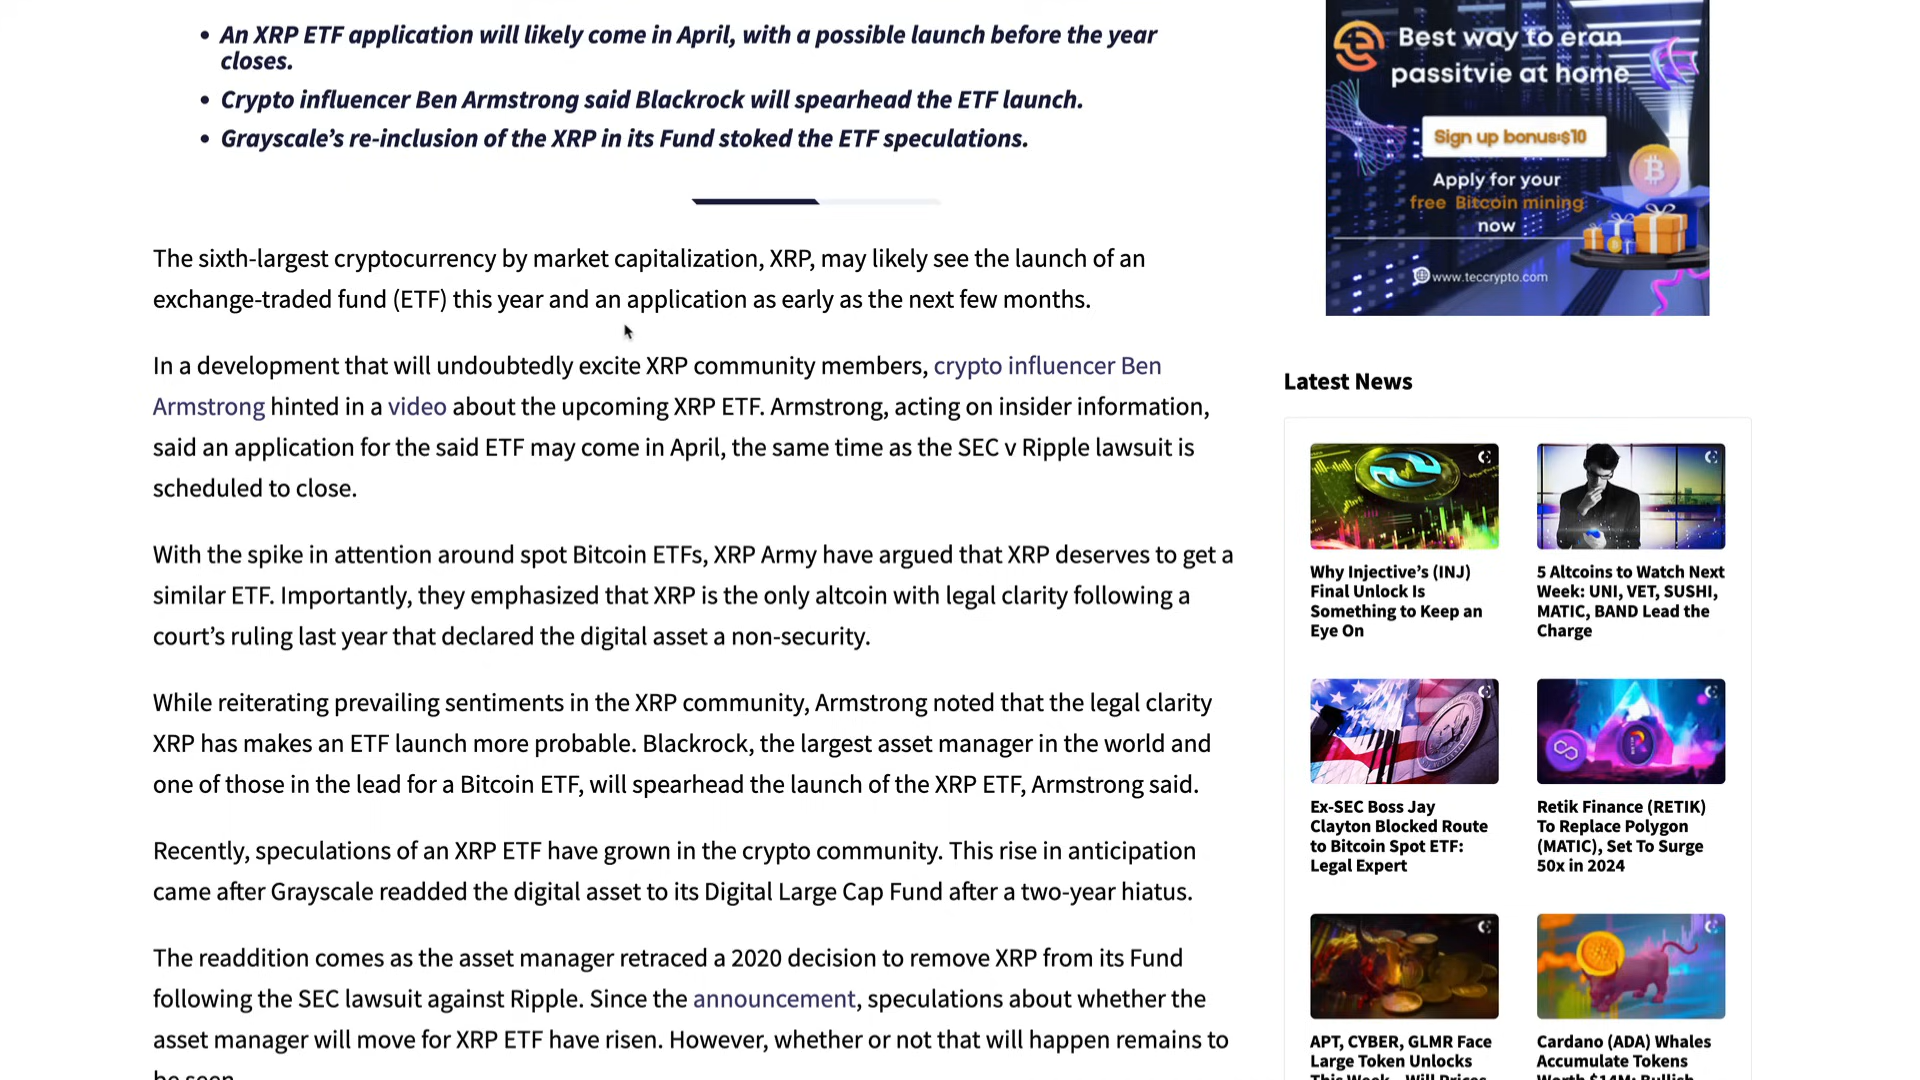 An XRP ETF application will likely come in April, with a possible launch before the year
closes.
Crypto influencer Ben Armstrong said Blackrock will spearhead the ETF launch.
Grayscale’s re-inclusion of the XRP in its Fund stoked the ETF speculations.
The sixth-largest cryptocurrency by market capitalization, XRP, may likely see the launch of an
exchange-traded fund (ETF) this year and an application as early as the next few months.
In a development that will undoubtedly excite XRP community members, crypto influencer Ben
Armstrong hinted in a video about the upcoming XRP ETF. Armstrong, acting on insider information,
said an application for the said ETF may come in April, the same time as the SEC v Ripple lawsuit is
scheduled to close.
With the spike in attention around spot Bitcoin ETFs, XRP Army have argued that XRP deserves to get a
similar ETF. Importantly, they emphasized that XRP is the only altcoin with legal clarity following a
court’s ruling last year that declared the digital asset a non-security.
While reiterating prevailing sentiments in the XRP community, Armstrong noted that the legal clarity
XRP has makes an ETF launch more probable. Blackrock, the largest asset manager in the world and
one of those in the lead for a Bitcoin ETF, will spearhead the launch of the XRP ETF, Armstrong said.
Recently, speculations of an XRP ETF have grown in the crypto community. This rise in anticipation
came after Grayscale readded the digital asset to its Digital Large Cap Fund after a two-year hiatus.
The readdition comes as the asset manager retraced a 2020 decision to remove XRP from its Fund
following the SEC lawsuit against Ripple. Since the announcement, speculations about whether the
asset manager will move for XRP ETF have risen. However, whether or not that will happen remains to
be seen.
Best way to eran
passitvie at home
Sign up bonus:$10
Apply for your
free Bitcoin mining
now
www.teccrypto.com
Latest News
Why Injective’s (INJ)
Final Unlock Is
Something to Keep an
Eye On
5 Altcoins to Watch Next
Week: UNI, VET, SUSHI,
MATIC, BAND Lead the
Charge
Ex-SEC Boss Jay
Clayton Blocked Route
to Bitcoin Spot ETF:
Legal Expert
Retik Finance (RETIK)
To Replace Polygon
(MATIC), Set To Surge
50x in 2024
APT, CYBER, GLMR Face
Large Token Unlocks
This Week – Will Prices
Cardano (ADA) Whales
Accumulate Tokens
Worth $14M: Bullish